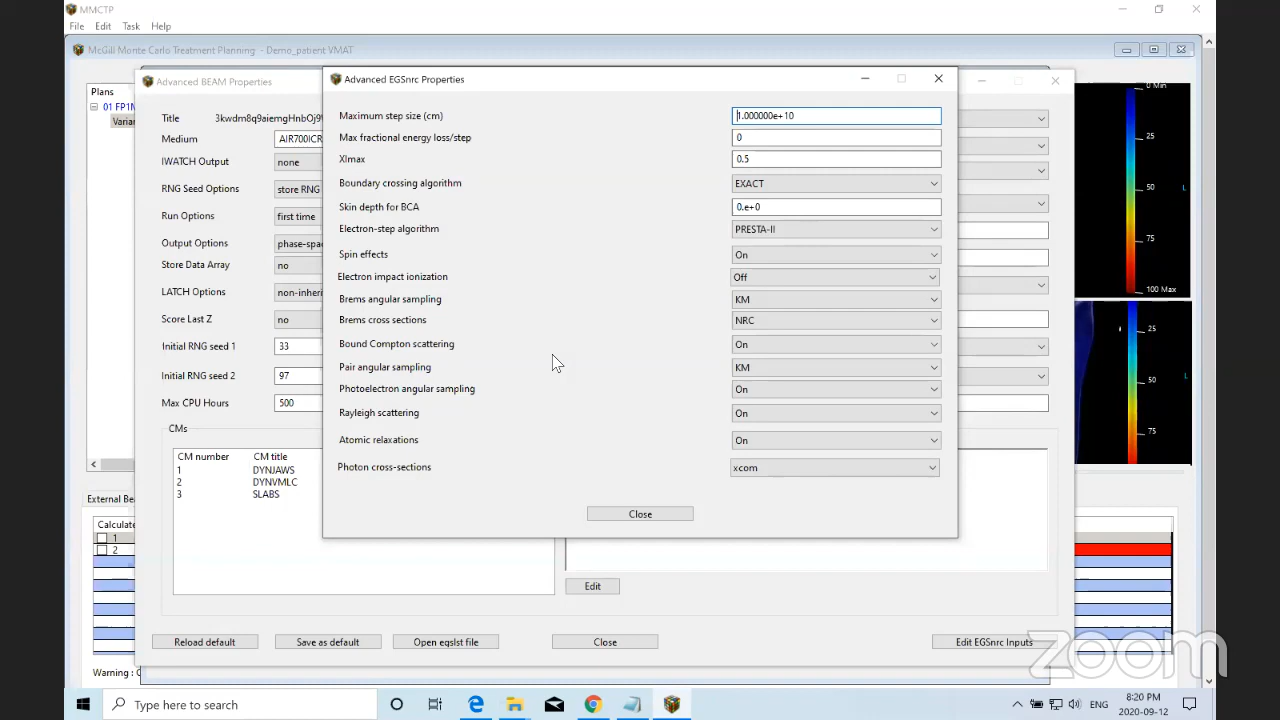 MMCTP
File Edit Task Help
McGill Monte Carlo Treatment Planning - Demo_patient VMAT
Plans
01 FP1N
Varian
Advanced BEAM Properties
Title 3kwdm8q9aiemgHnbOj9
Medium AIR700ICR
IWATCH Output none
RNG Seed Options store RNG
Run Options first time
Output Options phase-spa
Store Data Array no
LATCH Options non-inheri
Score Last Z no
Initial RNG seed 1 33
Initial RNG seed 2 97
Max CPU Hours 500
CMs
CM number CM title
1 DYNJAWS
2 DYNVMLC
3 SLABS
Edit
Reload default Save as default Open egslst file Close Edit EGSnrc Inputs
Advanced EGSnrc Properties
Maximum step size (cm) 1.000000e+10
Max fractional energy loss/step 0
XImax 0.5
Boundary crossing algorithm EXACT
Skin depth for BCA 0.e+0
Electron-step algorithm PRESTA-II
Spin effects On
Electron impact ionization Off
Brems angular sampling KM
Brems cross sections NRC
Bound Compton scattering On
Pair angular sampling KM
Photoelectron angular sampling On
Rayleigh scattering On
Atomic relaxations On
Photon cross-sections xcom
Close
0 Min
25
50 L
75
100 Max
25
50 L
75
External Bea
Calculate
1
2
Warning : C
zoom
Type here to search
8:20 PM
2020-09-12